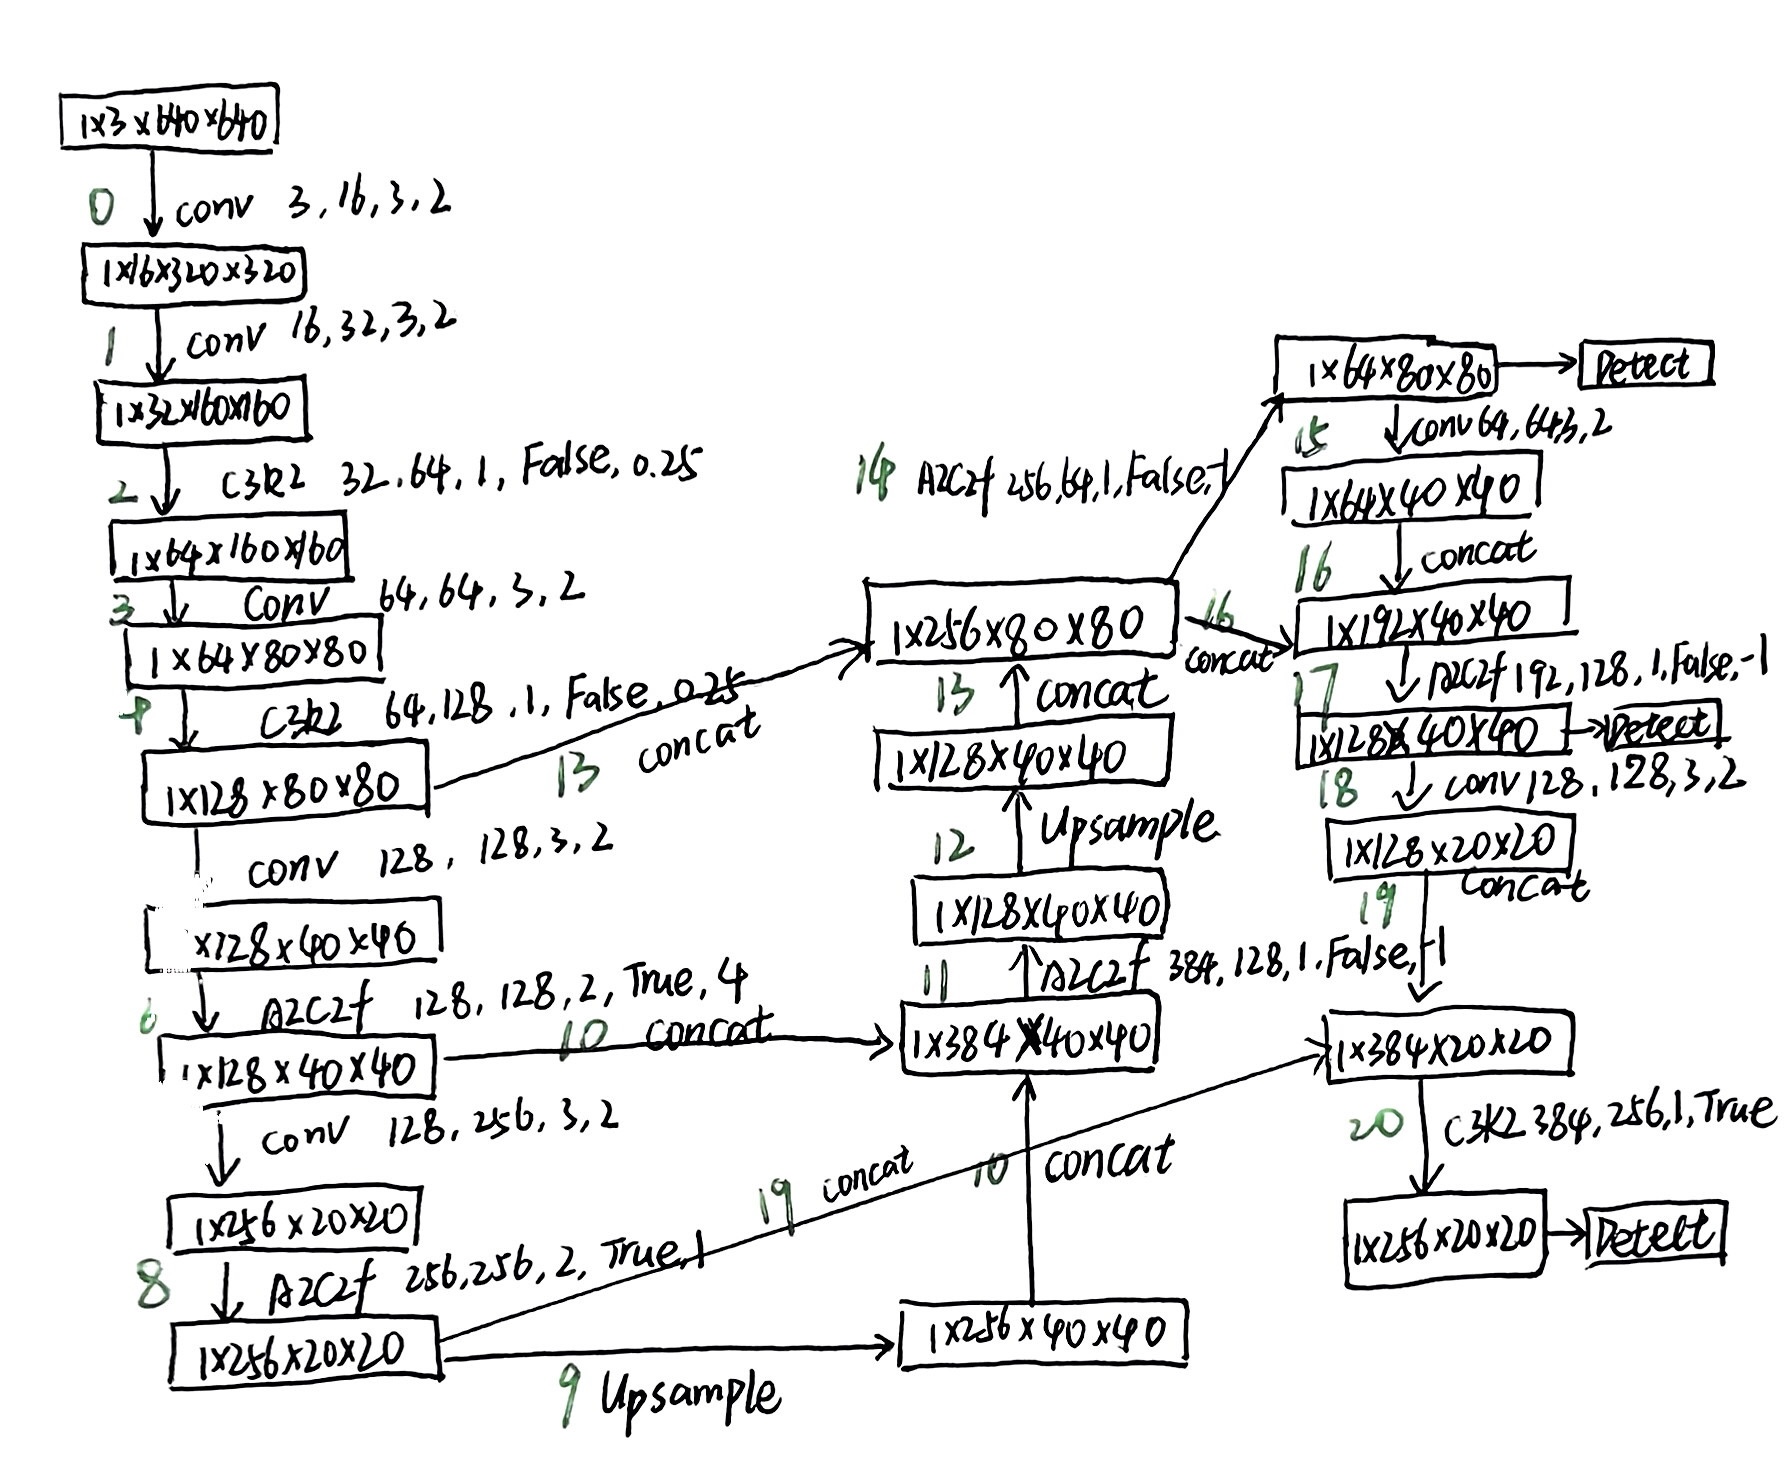 1x3x640x640
0 conv 3,16,3,2
1x16x320x320
1 conv 16,32,3,2
1x32x160x160
2 C3k2 32,64,1,False,0.25
1x64x160x160
3 conv 64,64,3,2
1x64x80x80
4 C3k2 64,128,1,False,0.25
1x128x80x80
conv 128,128,3,2
x128x40x40
6 A2C2f 128,128,2,True,4
1x128x40x40
conv 128,256,3,2
1x256x20x20
8 A2C2f 256,256,2,True,1
1x256x20x20
13 concat
10 concat
19 concat
9 Upsample
14 A2C2f 256,64,1,False,-1
1x256x80x80
13 concat
1x128x40x40
12 Upsample
1x128x40x40
11 A2C2f 384,128,1,False,-1
1x384x40x40
10 concat
1x256x40x40
16 concat
1x64x80x80 Detect
15 conv 64,64,3,2
1x64x40x40
16 concat
1x192x40x40
17 A2C2f 192,128,1,False,-1
1x128x40x40 Detect
18 conv 128,128,3,2
1x128x20x20
19 concat
1x384x20x20
20 C3k2 384,256,1,True
1x256x20x20 Detect